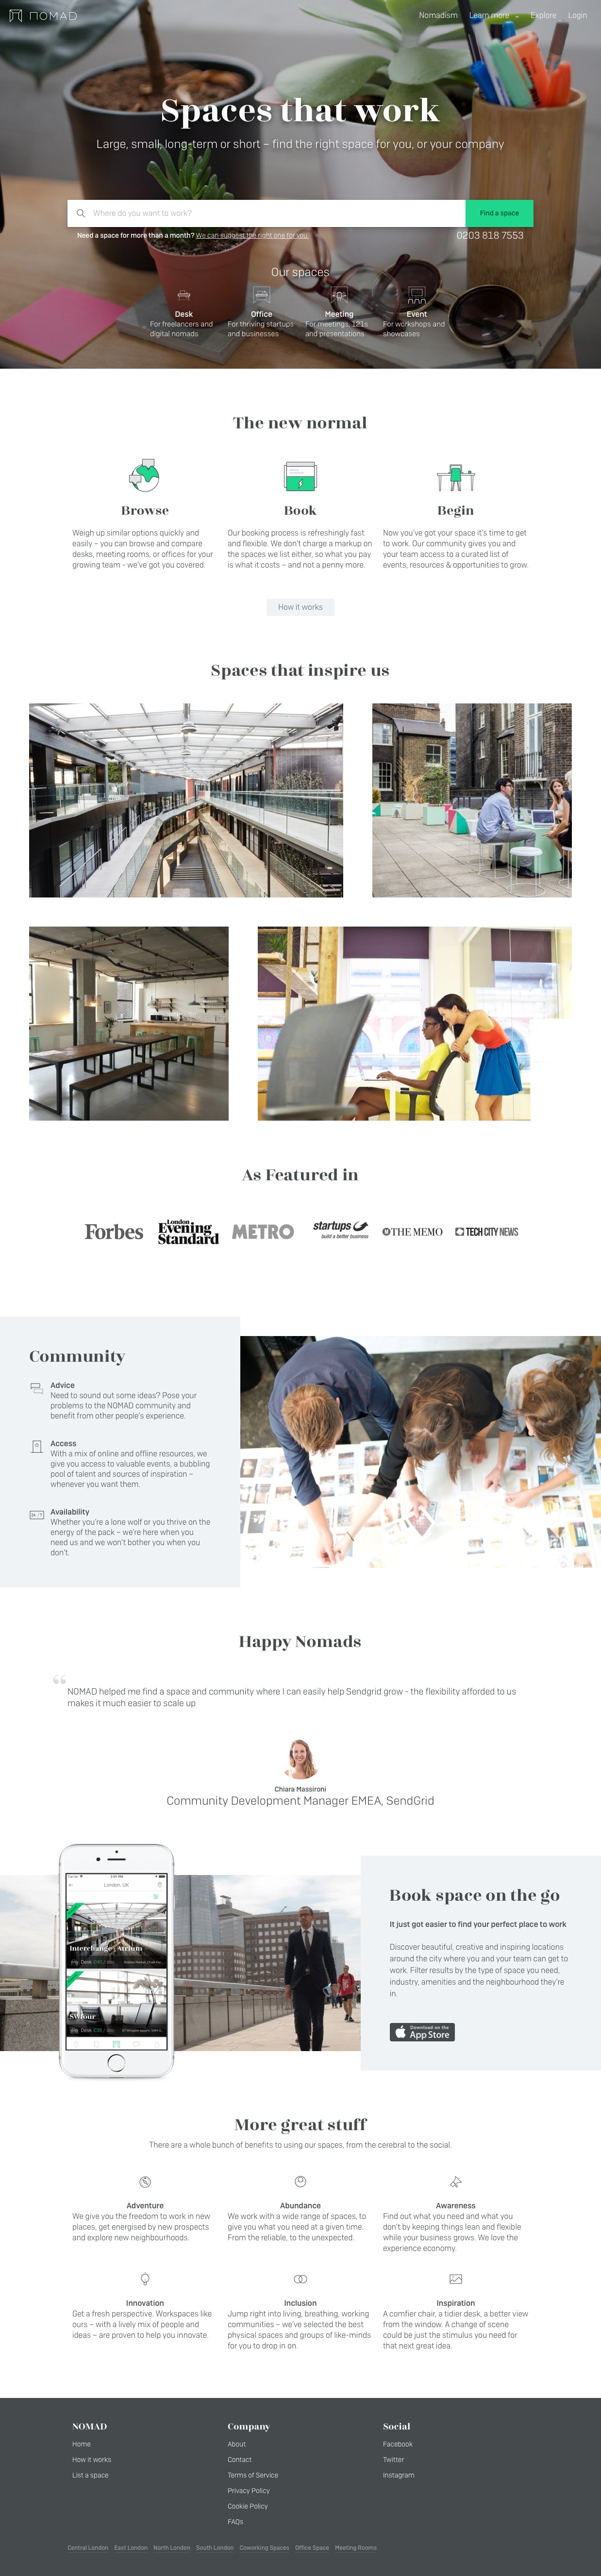 NOMAD
Nomadism
Learn more
Explore
Login
Spaces that work
Large, small, long-term or short – find the right space for you, or your company
Where do you want to work?
Find a space
Need a space for more than a month? We can suggest the right one for you.
0203 818 7553
Our spaces
Desk
For freelancers and
digital nomads
Office
For thriving startups
and businesses
Meeting
For meetings, 121s
and presentations
Event
For workshops and
showcases
The new normal
Browse
Weigh up similar options quickly and
easily – you can browse and compare
desks, meeting rooms, or offices for your
growing team - we've got you covered.
Book
Our booking process is refreshingly fast
and flexible. We don't charge a markup on
the spaces we list either, so what you pay
is what it costs – and not a penny more.
Begin
Now you've got your space it's time to get
to work. Our community gives you and
your team access to a curated list of
events, resources & opportunities to grow.
How it works
Spaces that inspire us
As Featured in
Forbes
London
Evening
Standard
METRO
startups
build a better business
THE MEMO
TECH CITY NEWS
Community
Advice
Need to sound out some ideas? Pose your
problems to the NOMAD community and
benefit from other people's experience.
Access
With a mix of online and offline resources, we
give you access to valuable events, a bubbling
pool of talent and sources of inspiration –
whenever you want them.
Availability
Whether you're a lone wolf or you thrive on the
energy of the pack – we're here when you
need us and we won't bother you when you
don't.
Happy Nomads
“
NOMAD helped me find a space and community where I can easily help Sendgrid grow - the flexibility afforded to us
makes it much easier to scale up
Chiara Massironi
Community Development Manager EMEA, SendGrid
London, UK
Interchange Atrium
Desk
SW4our
Desk
Book space on the go
It just got easier to find your perfect place to work
Discover beautiful, creative and inspiring locations
around the city where you and your team can get to
work. Filter results by the type of space you need,
industry, amenities and the neighbourhood they're
in.
Download on the
App Store
More great stuff
There are a whole bunch of benefits to using our spaces, from the cerebral to the social.
Adventure
We give you the freedom to work in new
places, get energised by new prospects
and explore new neighbourhoods.
Abundance
We work with a wide range of spaces, to
give you what you need at a given time.
From the reliable, to the unexpected.
Awareness
Find out what you need and what you
don't by keeping things lean and flexible
while your business grows. We love the
experience economy.
Innovation
Get a fresh perspective. Workspaces like
ours – with a lively mix of people and
ideas – are proven to help you innovate.
Inclusion
Jump right into living, breathing, working
communities – we've selected the best
physical spaces and groups of like-minds
for you to drop in on.
Inspiration
A comfier chair, a tidier desk, a better view
from the window. A change of scene
could be just the stimulus you need for
that next great idea.
NOMAD
Home
How it works
List a space
Company
About
Contact
Terms of Service
Privacy Policy
Cookie Policy
FAQs
Social
Facebook
Twitter
Instagram
Central London East London North London South London Coworking Spaces Office Space Meeting Rooms